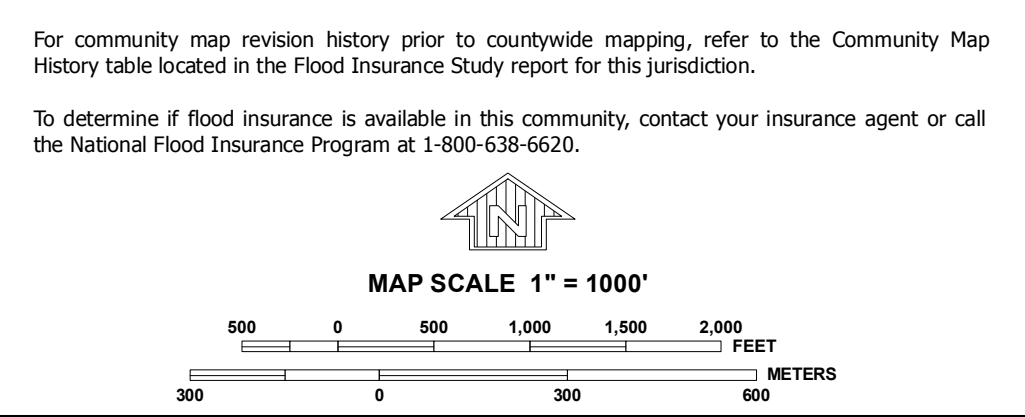 For community map revision history prior to countywide mapping, refer to the Community Map
History table located in the Flood Insurance Study report for this jurisdiction.
To determine if flood insurance is available in this community, contact your insurance agent or call
the National Flood Insurance Program at 1-800-638-6620.
N
MAP SCALE 1" = 1000'
500 0 500 1,000 1,500 2,000
FEET
METERS
300 0 300 600